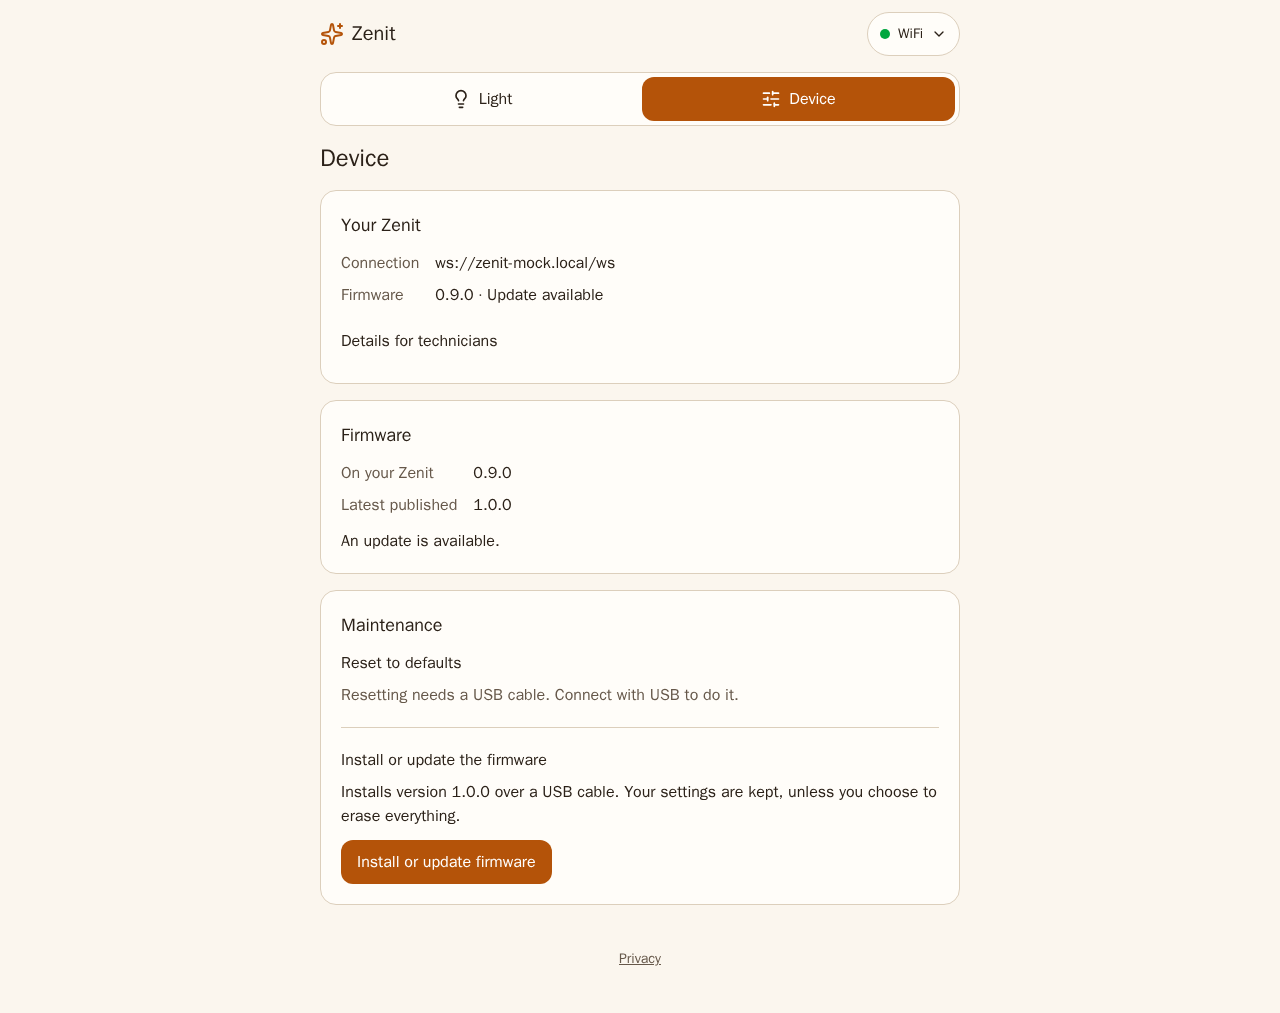 Zenit
WiFi
Light
Device
Device
Your Zenit
Connection ws://zenit-mock.local/ws
Firmware 0.9.0 · Update available
Details for technicians
Firmware
On your Zenit 0.9.0
Latest published 1.0.0
An update is available.
Maintenance
Reset to defaults
Resetting needs a USB cable. Connect with USB to do it.
Install or update the firmware
Installs version 1.0.0 over a USB cable. Your settings are kept, unless you choose to
erase everything.
Install or update firmware
Privacy